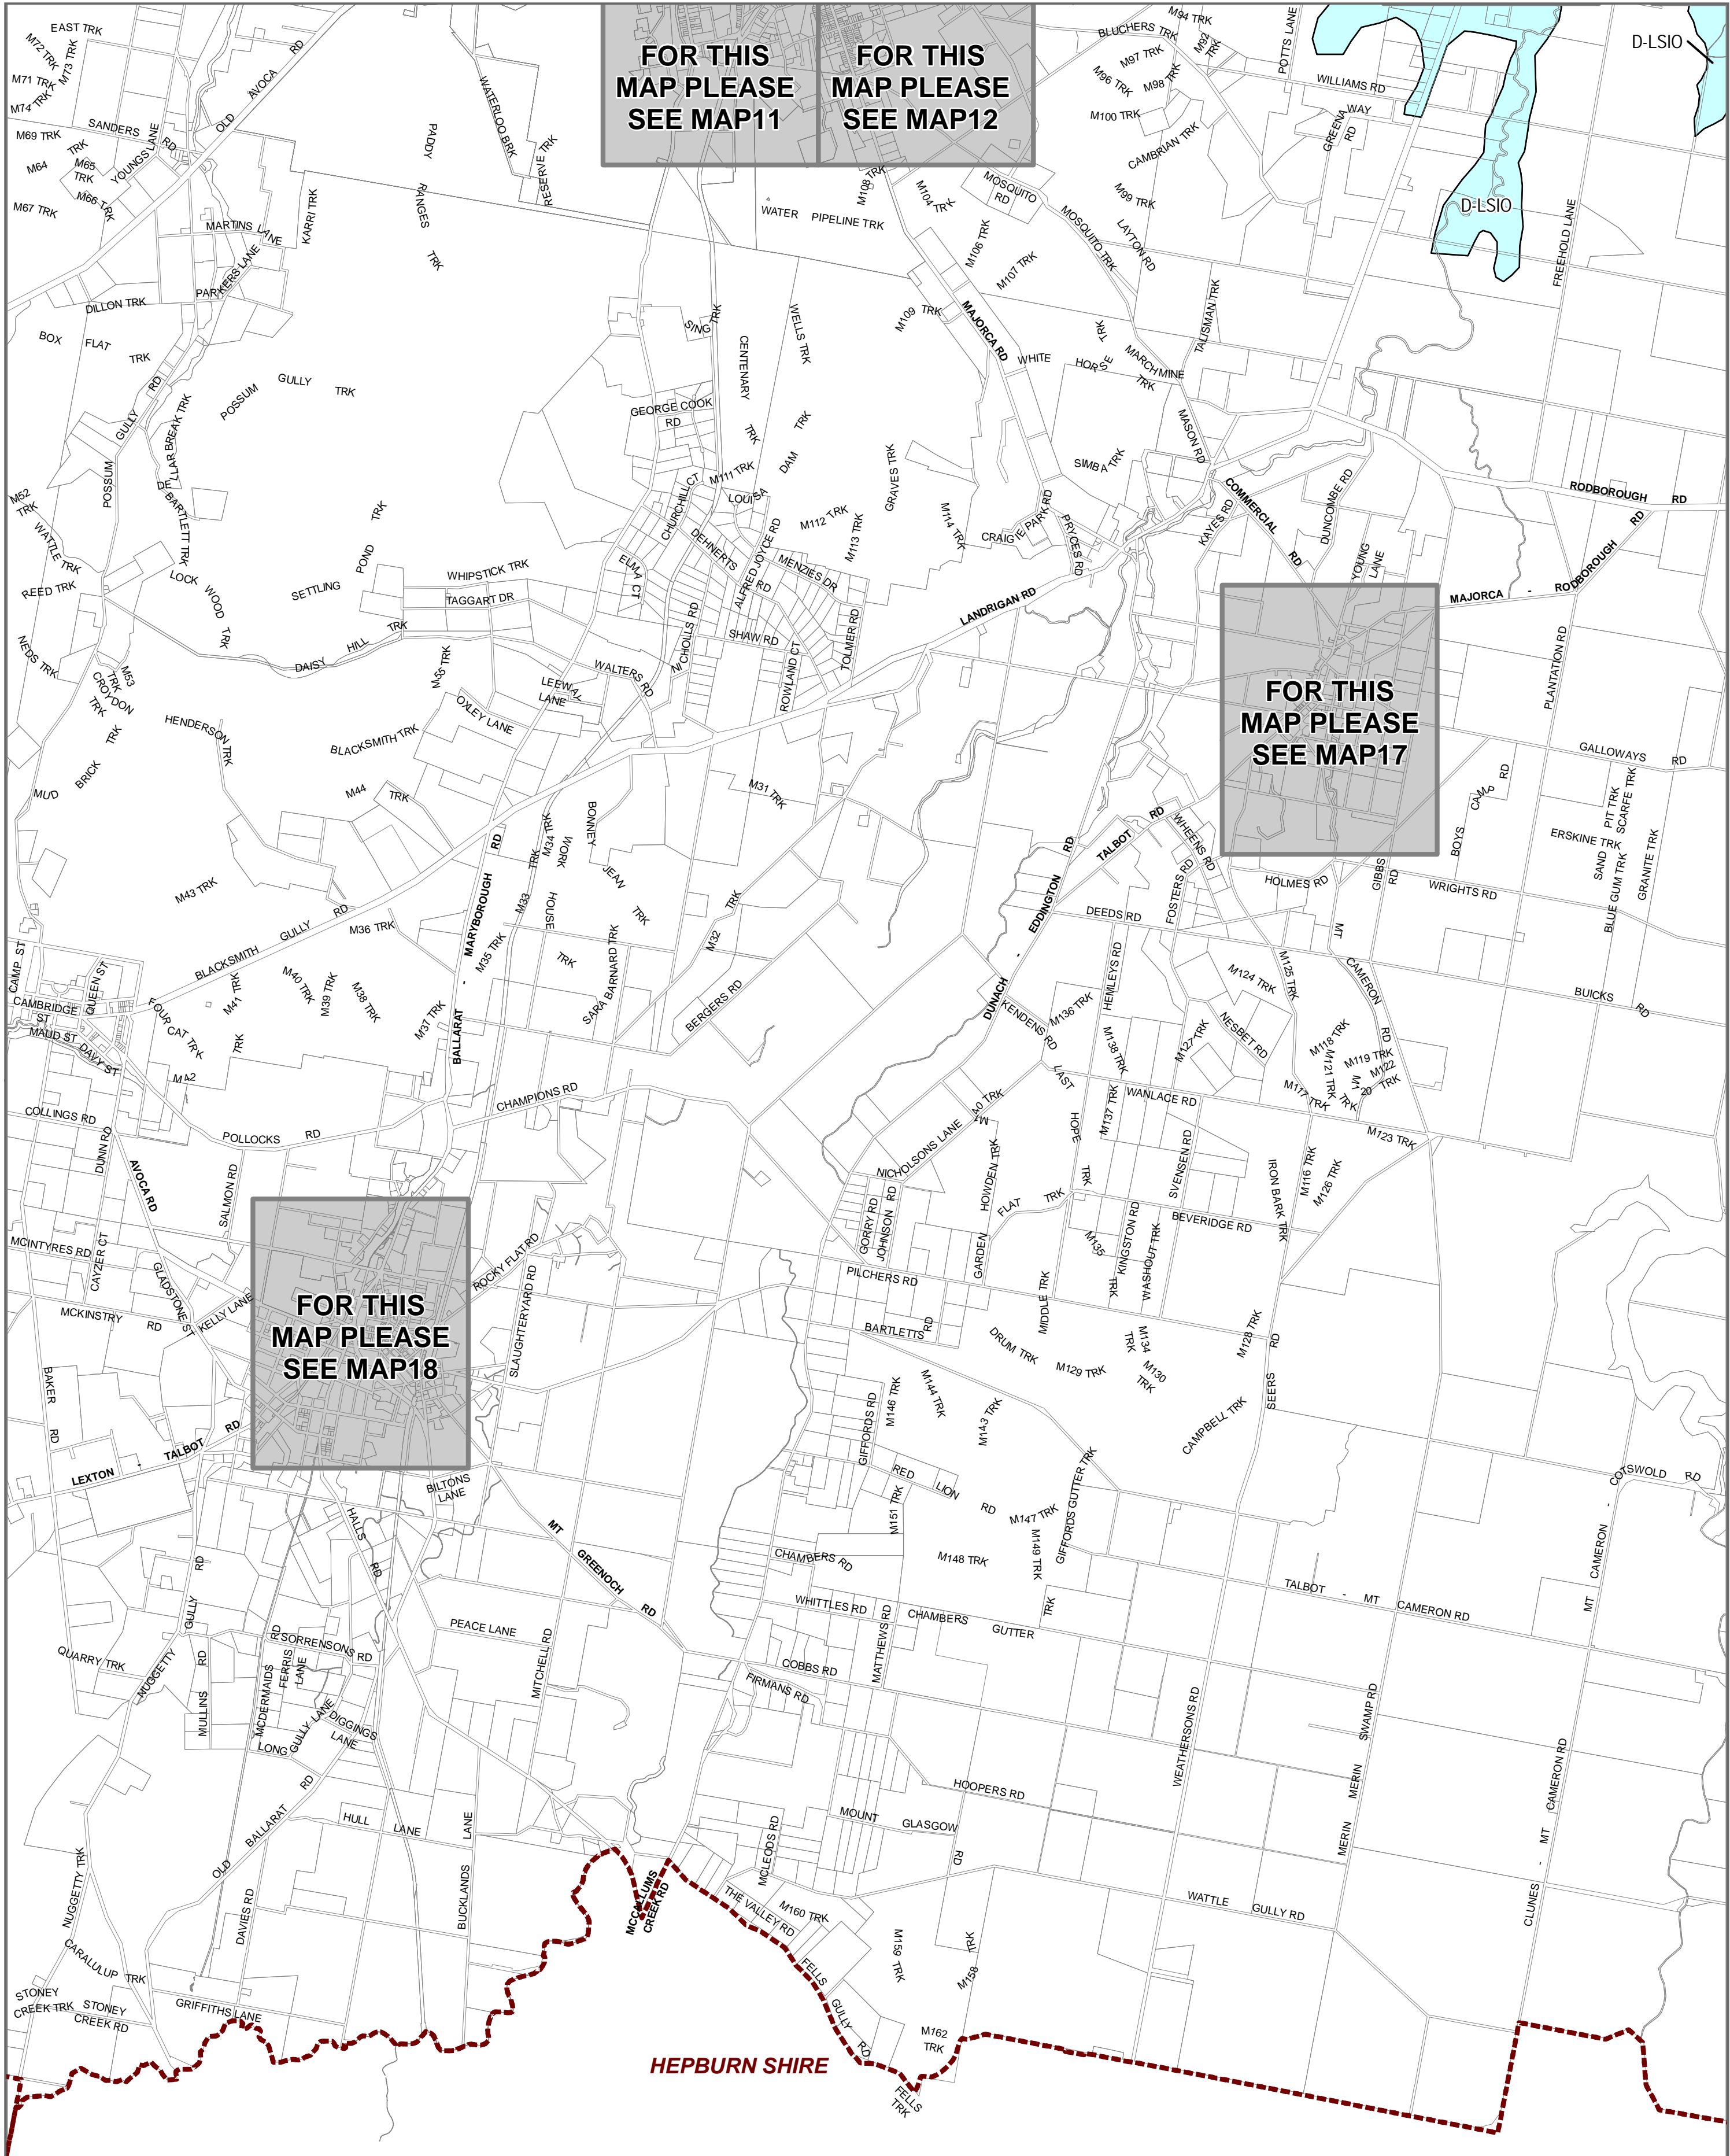 EAST TRK
M72 TRK
M73 TRK
M71 TRK
M74 TRK
OLD AVOCA RD
WATERLOO BRK
FOR THIS
MAP PLEASE
SEE MAP11
FOR THIS
MAP PLEASE
SEE MAP12
M94 TRK
BLUCHERS TRK
M92 TRK
M97 TRK
M96 TRK
M98 TRK
POTTS LANE
WILLIAMS RD
D-LSIO
M100 TRK
GREENA WAY
RD
CAMBRIAN TRK
SANDERS RD
M69 TRK
M64 TRK
M65 TRK
YOUNGS LANE
M66 TRK
M67 TRK
PADDY RANGES TRK
RESERVE TRK
KARRI TRK
MARTINS LANE
PARKERS LANE
DILLON TRK
WATER PIPELINE TRK
M108 TRK
M104 TRK
MOSQUITO RD
MOSQUITO TRK
M99 TRK
LAYTON RD
M106 TRK
M107 TRK
D-LSIO
FREEHOLD LANE
BOX FLAT TRK
SING TRK
CENTENARY TRK
WELLS TRK
M109 TRK
MAJORCA RD
WHITE HORSE TRK
MARCHMINE TRK
TALISMAN TRK
POSSUM GULLY TRK
POSSUM GULLY RD
DELLAR BREAK TRK
GEORGE COOK RD
MASON RD
SIMBA TRK
M52 TRK
WATTLE TRK
REED TRK
BARTLETT TRK
LOCKWOOD TRK
SETTLING POND TRK
WHIPSTICK TRK
TAGGART DR
M111 TRK
LOUISA DAM TRK
CHURCHILL CT
DEHNERTS RD
ELMA CT
ALFRED JOYCE RD
M112 TRK
M113 TRK
MENZIES DR
GRAVES TRK
M114 TRK
CRAIGIE PARK RD
PRYCES RD
KAYES RD
COMMERCIAL RD
DUNCOMBE RD
YOUNG LANE
RODBOROUGH RD
MAJORCA - RODBOROUGH RD
LANDRIGAN RD
NICHOLLS RD
SHAW RD
ROWLAND CT
TOLMER RD
DAISY HILL TRK
NEDS TRK
M53 TRK
CROYDON TRK
M55 TRK
WALTERS RD
LEEWAL LANE
OXLEY LANE
BLACKSMITH TRK
HENDERSON TRK
MUD BRICK TRK
M44 TRK
M31 TRK
FOR THIS
MAP PLEASE
SEE MAP17
PLANTATION RD
GALLOWAYS RD
BOYS CAMP RD
SAND PIT TRK
SCARFE TRK
ERSKINE TRK
BLUE GUM TRK
GRANITE TRK
M43 TRK
BLACKSMITH GULLY RD
M36 TRK
BALLARAT - MARYBOROUGH RD
M34 TRK
M33 TRK
WORK HOUSE TRK
BONNEY JEAN TRK
M32 TRK
TALBOT RD
WHEENS RD
FOSTERS RD
HOLMES RD
GIBBS RD
WRIGHTS RD
DUNACH - EDDINGTON RD
DEEDS RD
CAMP ST
QUEEN ST
CAMBRIDGE ST
MAUD ST
DAVY ST
FOUR CAT TRK
M41 TRK
M42 TRK
M40 TRK
M39 TRK
M38 TRK
M37 TRK
M35 TRK
SARA BARNARD TRK
BERGERS RD
KENDENS RD
M136 TRK
HEMLEYS RD
M138 TRK
M127 TRK
M124 TRK
NESBET RD
M125 TRK
MT CAMERON RD
M118 TRK
M119 TRK
M121 TRK
M122 TRK
M120 TRK
M117 TRK
BUICKS RD
COLLINGS RD
DUNN RD
POLLOCKS RD
CHAMPIONS RD
LAST HOPE TRK
M137 TRK
WANLACE RD
M123 TRK
NICHOLSONS LANE
HOWDEN TRK
SVENSEN RD
IRON BARK TRK
M116 TRK
M126 TRK
AVOCA RD
SALMON RD
MCINTYRES RD
CAYZER CT
GLADSTONE ST
KELLY LANE
MCKINSTRY RD
FOR THIS
MAP PLEASE
SEE MAP18
ROCKY FLAT RD
SLAUGHTERYARD RD
GORRY RD
JOHNSON RD
GARDEN FLAT TRK
PILCHERS RD
BARTLETTS RD
M135 TRK
KINGSTON RD
WASHOUT TRK
BEVERIDGE RD
MIDDLE TRK
DRUM TRK
M134 TRK
M129 TRK
M130 TRK
M128 TRK
SEERS RD
BAKER RD
LEXTON - TALBOT RD
BILTONS LANE
M144 TRK
M146 TRK
GIFFORDS RD
M143 TRK
CAMPBELL TRK
GIFFORDS GUTTER TRK
COTSWOLD RD
RED LION RD
M151 TRK
M147 TRK
M149 TRK
M148 TRK
HALLS RD
MT GREENOCH RD
CHAMBERS RD
WHITTLES RD
CHAMBERS GUTTER TRK
TALBOT - MT CAMERON RD
MT CAMERON -
QUARRY TRK
NUGGETTY GULLY RD
MULLINS RD
MCDERMAIDS RD
SORRENSONS RD
FERRIS LANE
PEACE LANE
MITCHELL RD
COBBS RD
MATTHEWS RD
FIRMANS RD
LONG GULLY LANE
DIGGINGS LANE
WEATHERSONS RD
MERIN MERIN SWAMP RD
OLD BALLARAT RD
HULL LANE
BUCKLANDS LANE
HOOPERS RD
MOUNT GLASGOW RD
MCLEODS RD
CLUNES - MT CAMERON RD
NUGGETTY TRK
DAVIES RD
MCCALLUMS
CREEK RD
THE VALLEY RD
M160 TRK
WATTLE GULLY RD
CARALULUP TRK
STONEY
CREEK TRK
STONEY
CREEK RD
GRIFFITHS LANE
FELLS GULLY RD
M159 TRK
M158 TRK
M162 TRK
FELLS TRK
HEPBURN SHIRE